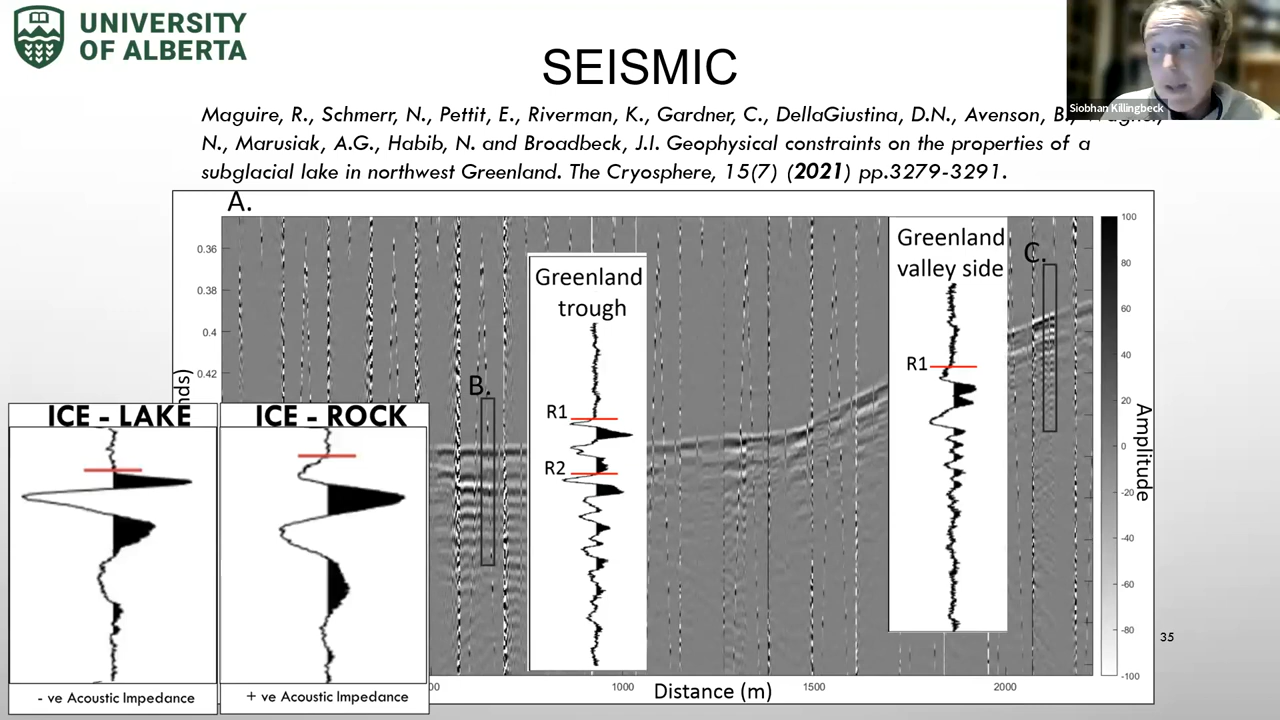 UNIVERSITY
OF ALBERTA
SEISMIC
Siobhan Killingbeck
Maguire, R., Schmerr, N., Pettit, E., Riverman, K., Gardner, C., DellaGiustina, D.N., Avenson, B.,
N., Marusiak, A.G., Habib, N. and Broadbeck, J.I. Geophysical constraints on the properties of a
subglacial lake in northwest Greenland. The Cryosphere, 15(7) (2021) pp.3279-3291.
A.
0.36
0.38
0.4
0.42
nds)
B.
Greenland
trough
R1
R2
Greenland
valley side
R1
C.
100
80
60
40
20
0
-20
-40
-60
-80
-100
Amplitude
ICE - LAKE
- ve Acoustic Impedance
ICE - ROCK
+ ve Acoustic Impedance
00
1000
1500
2000
Distance (m)
35